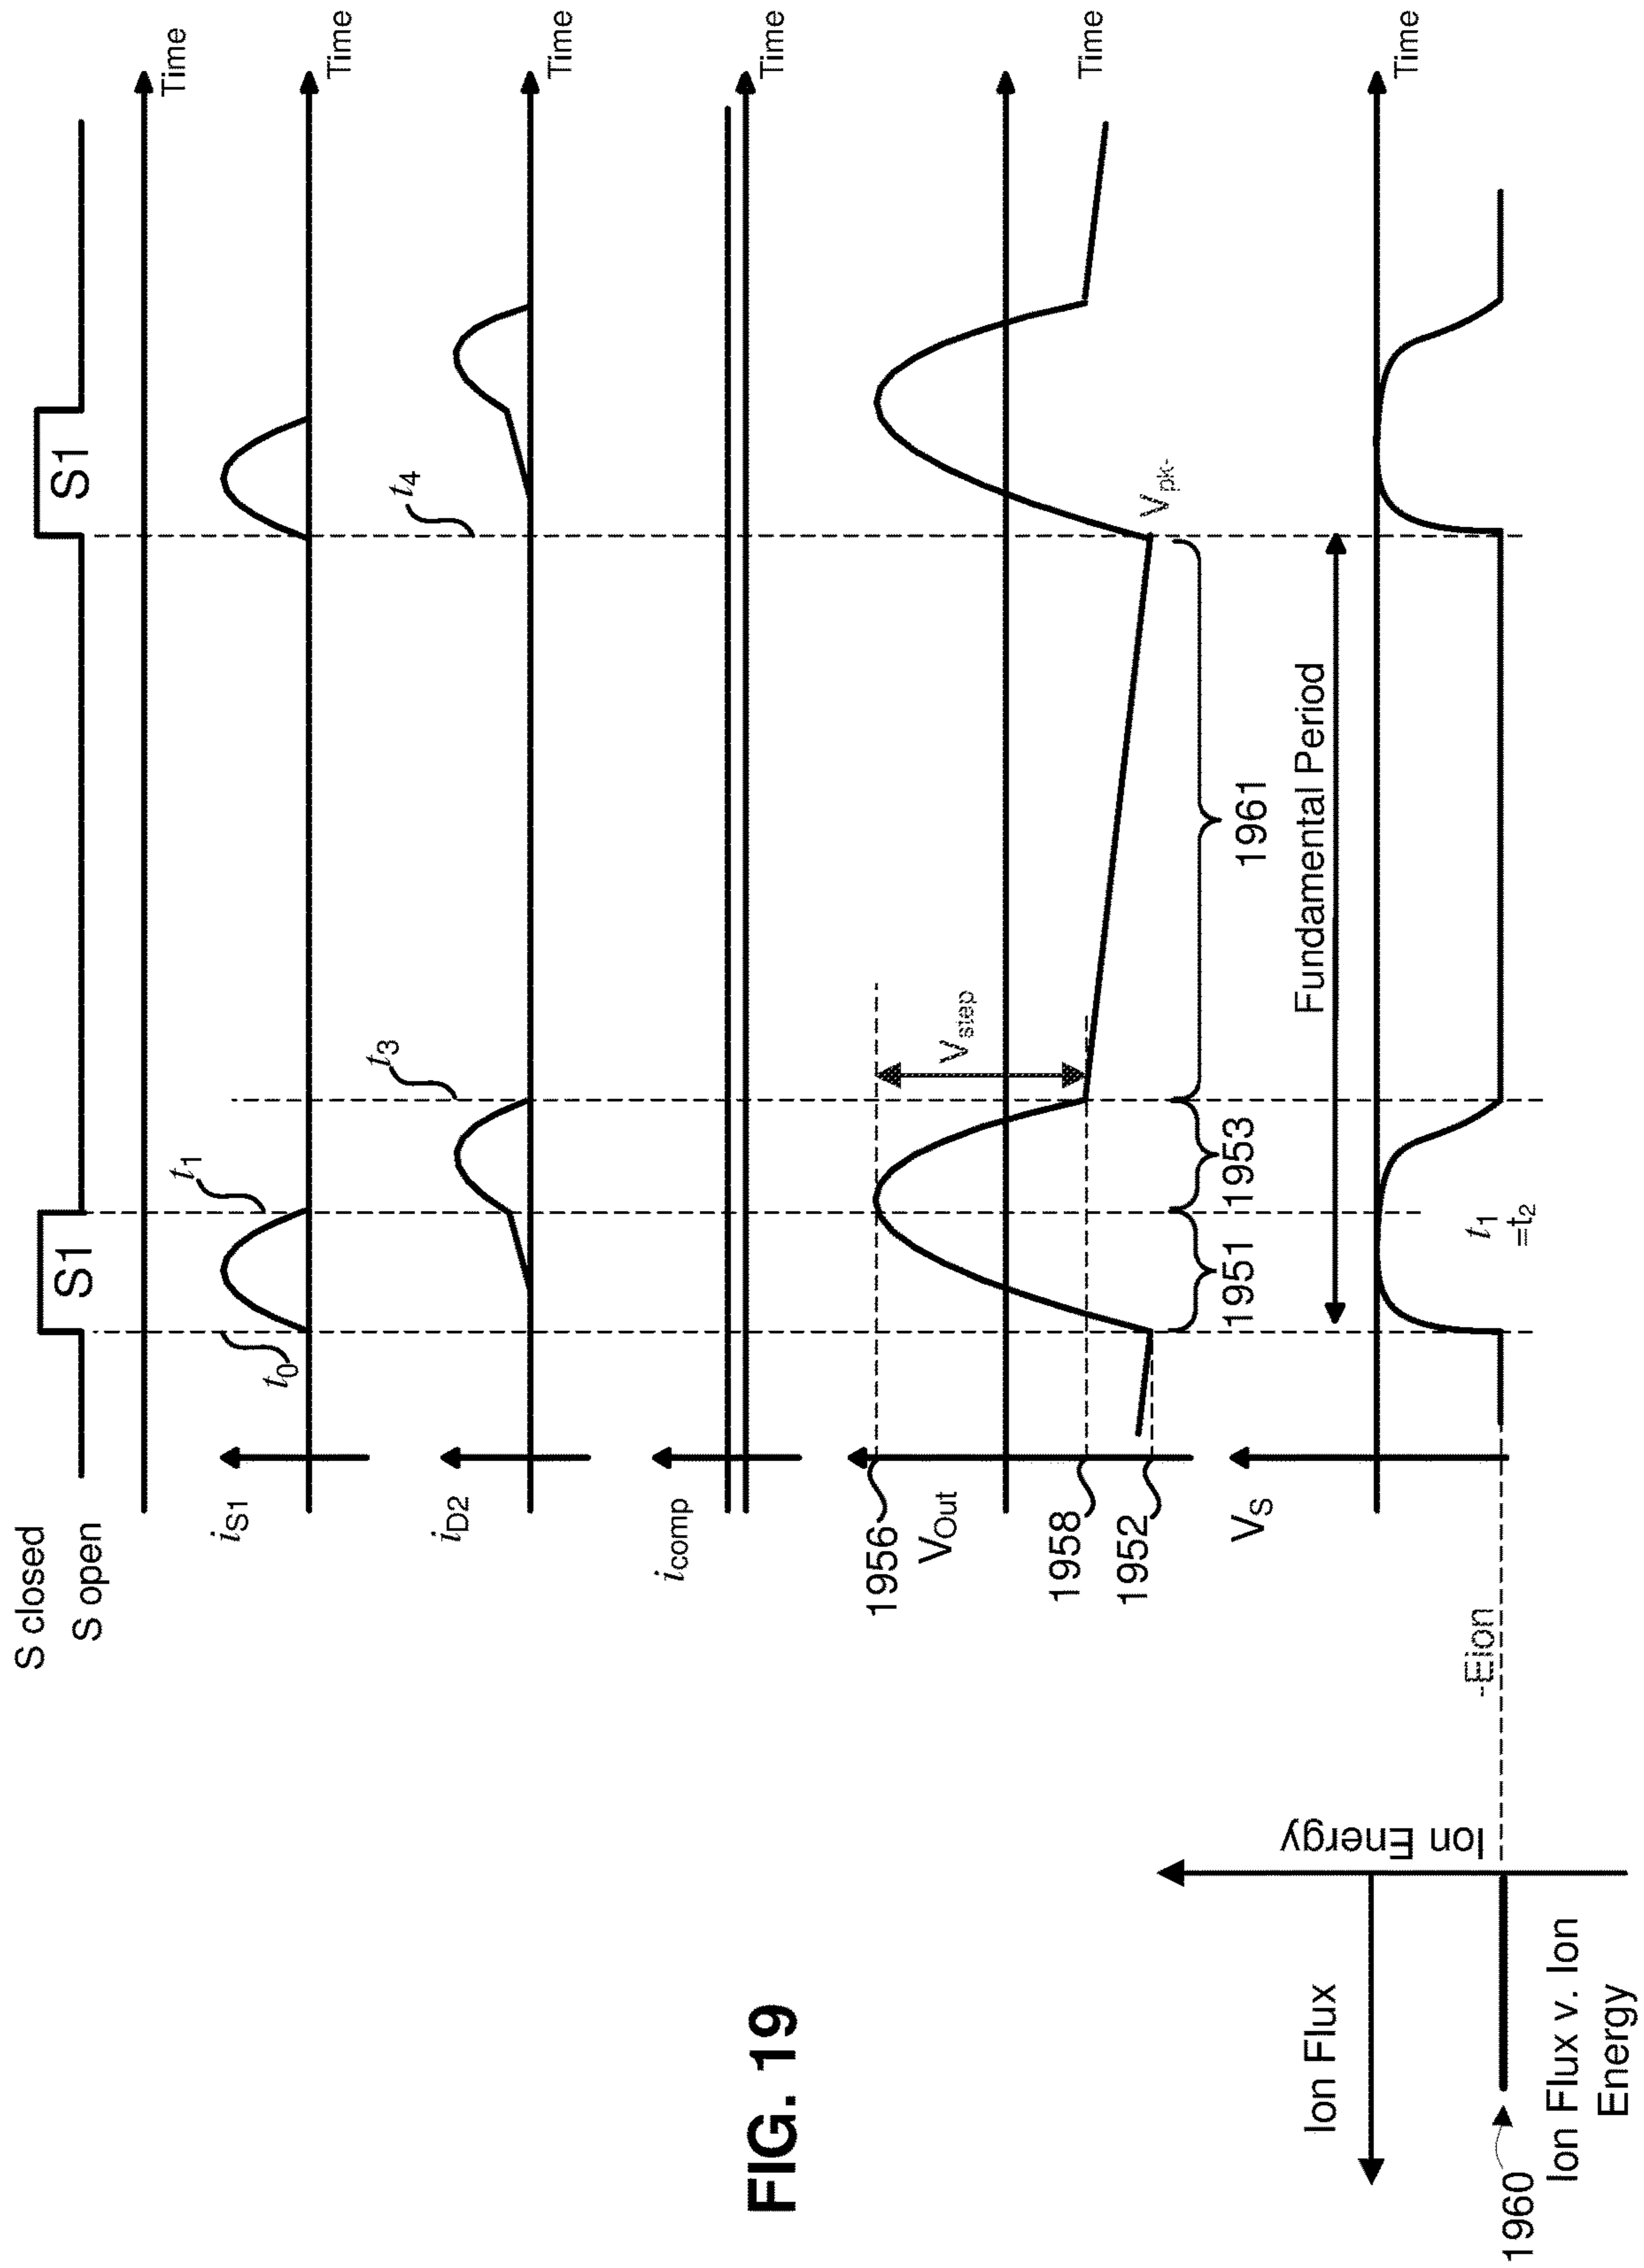 S closed
S open
S1
S1
Time
iS1
t0
t1
Time
iD2
t3
t4
Time
icomp
Time
1956
VOut
1958
1952
Vstep
Vpk-
Time
1951
1953
1961
Fundamental Period
VS
t1
=t2
Time
-Eion
Ion Energy
Ion Flux
Ion Flux v. Ion
Energy
1960
FIG. 19